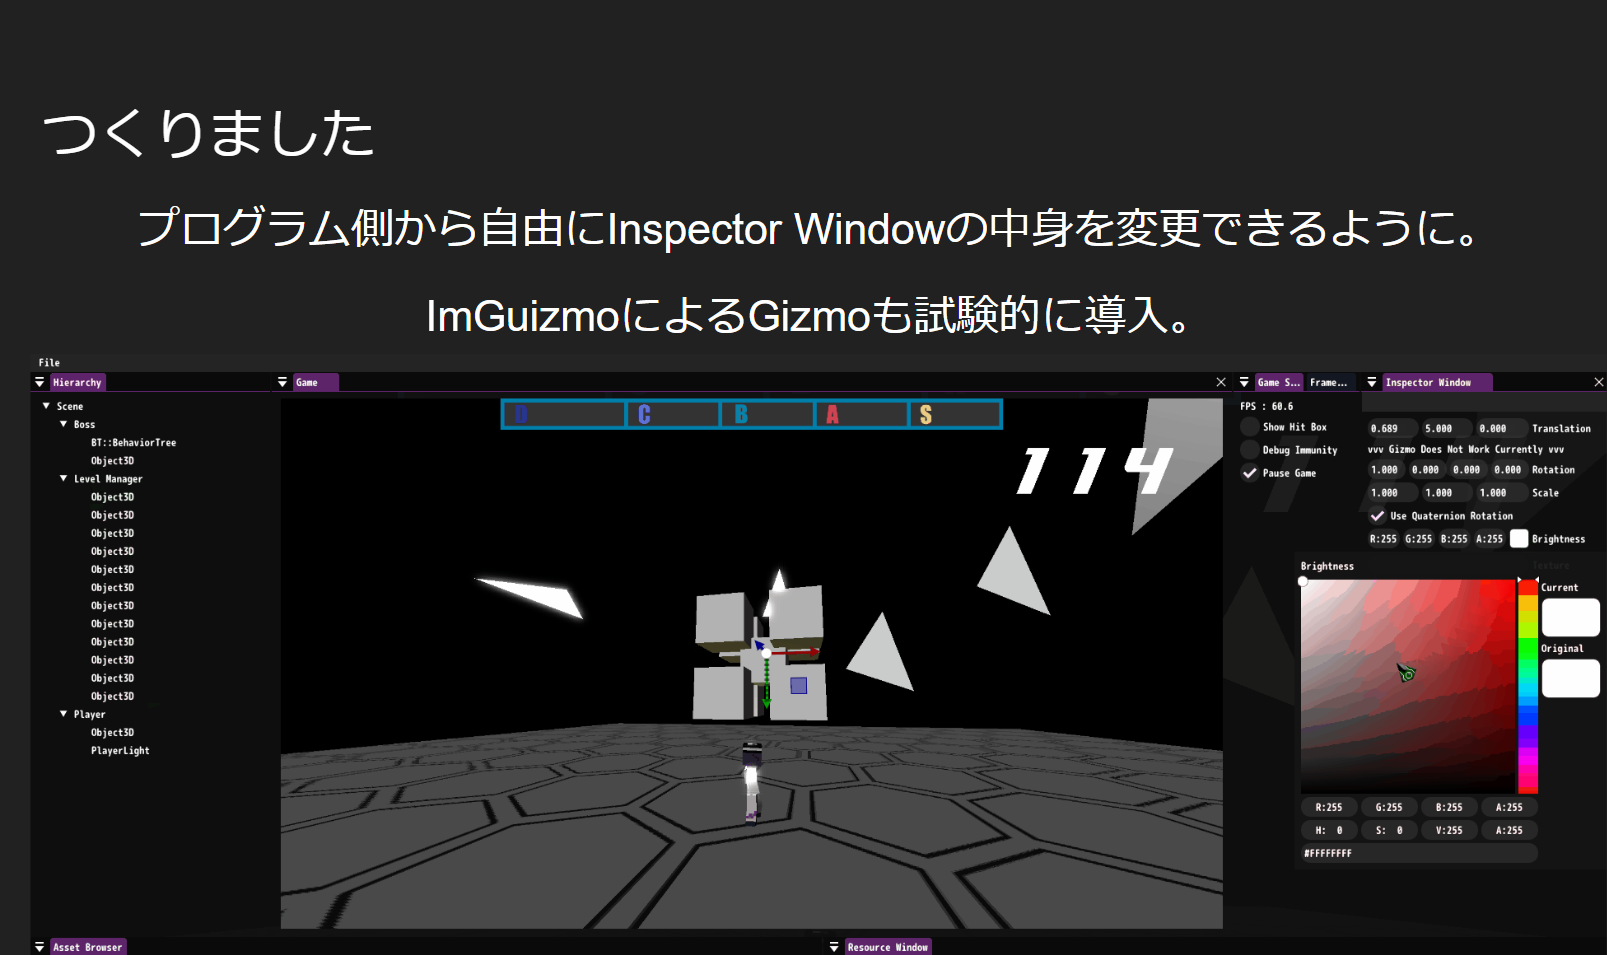 つくりました
プログラム側から自由にInspector Windowの中身を変更できるように。
ImGuizmoによるGizmoも試験的に導入。
File
Hierarchy
Scene
Boss
BT::BehaviorTree
Object3D
Level Manager
Object3D
Object3D
Object3D
Object3D
Object3D
Object3D
Object3D
Object3D
Object3D
Object3D
Object3D
Object3D
Player
Object3D
PlayerLight
Game
D C B A S
114
Game S... Frame...
FPS : 60.6
Show Hit Box
Debug Immunity
Pause Game
Inspector Window
0.689 5.000 0.000 Translation
vvv Gizmo Does Not Work Currently vvv
1.000 0.000 0.000 0.000 Rotation
1.000 1.000 1.000 Scale
Use Quaternion Rotation
R:255 G:255 B:255 A:255 Brightness
Texture
Brightness
Current
Original
R:255 G:255 B:255 A:255
H: 0 S: 0 V:255 A:255
#FFFFFFFF
Asset Browser
Resource Window